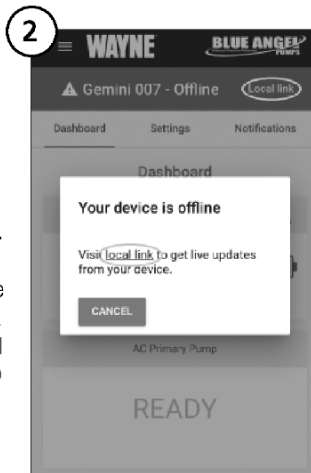 2
WAYNE BLUE ANGEL PUMPS
Gemini 007 - Offline Local link
Dashboard Settings Notifications
Dashboard
Your device is offline
Visit local link to get live updates
from your device.
CANCEL
AC Primary Pump
READY